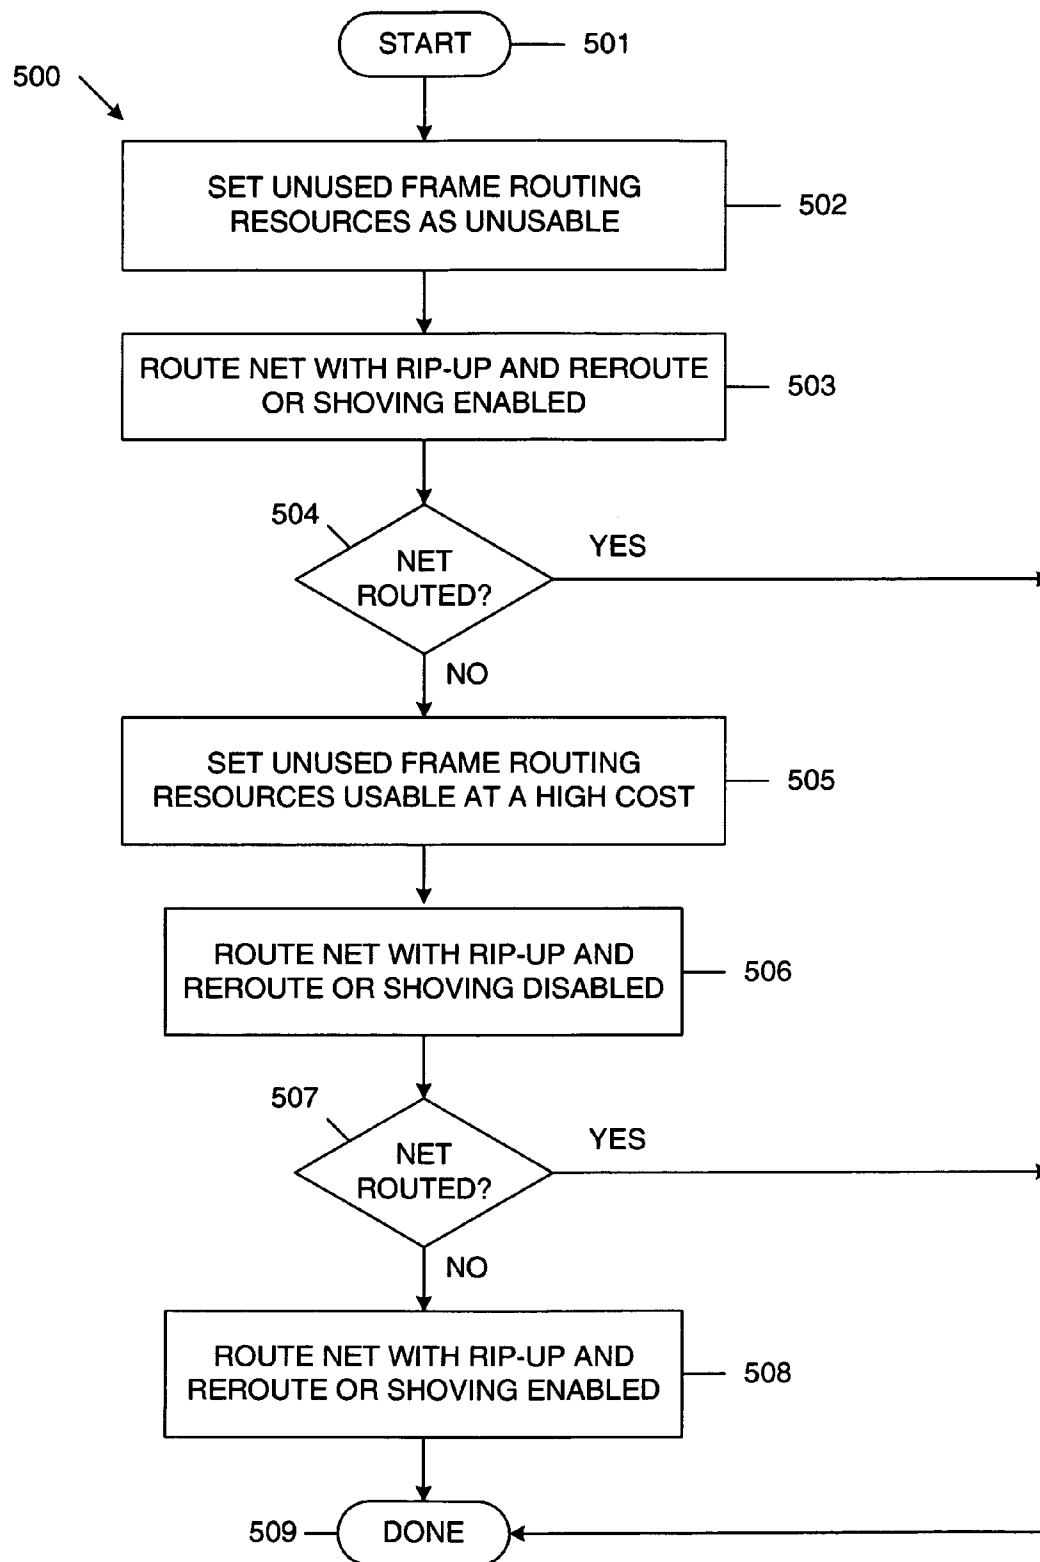 START
501
500
SET UNUSED FRAME ROUTING
RESOURCES AS UNUSABLE
502
ROUTE NET WITH RIP-UP AND REROUTE
OR SHOVING ENABLED
503
504
NET
ROUTED?
YES
NO
SET UNUSED FRAME ROUTING
RESOURCES USABLE AT A HIGH COST
505
ROUTE NET WITH RIP-UP AND
REROUTE OR SHOVING DISABLED
506
507
NET
ROUTED?
YES
NO
ROUTE NET WITH RIP-UP AND
REROUTE OR SHOVING ENABLED
508
509
DONE